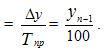 = Δy / T_пр = y_{n-1} / 100 .